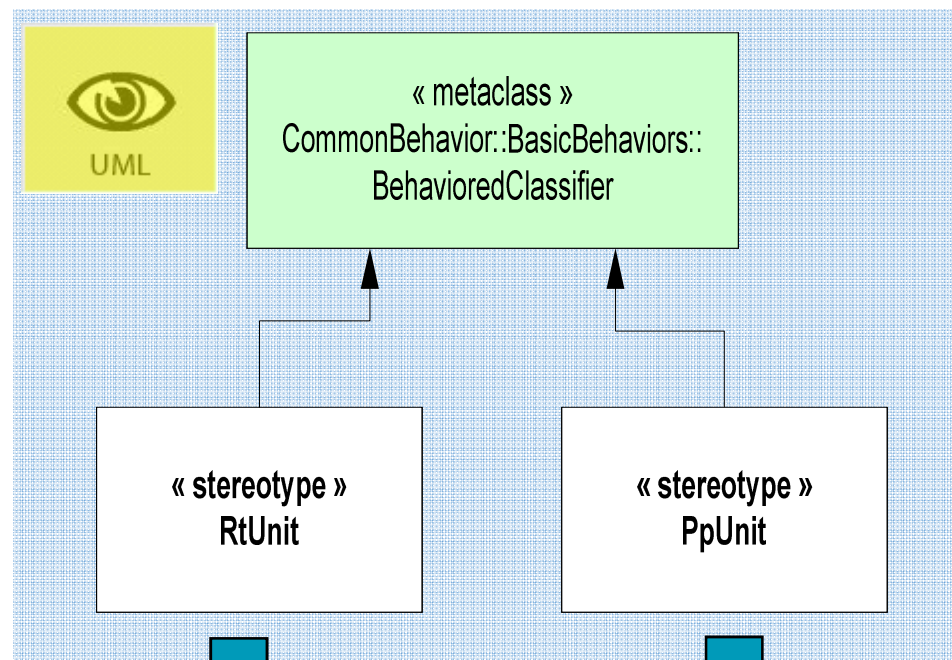 UML
« metaclass »
CommonBehavior::BasicBehaviors::
BehavioredClassifier
« stereotype »
RtUnit
« stereotype »
PpUnit